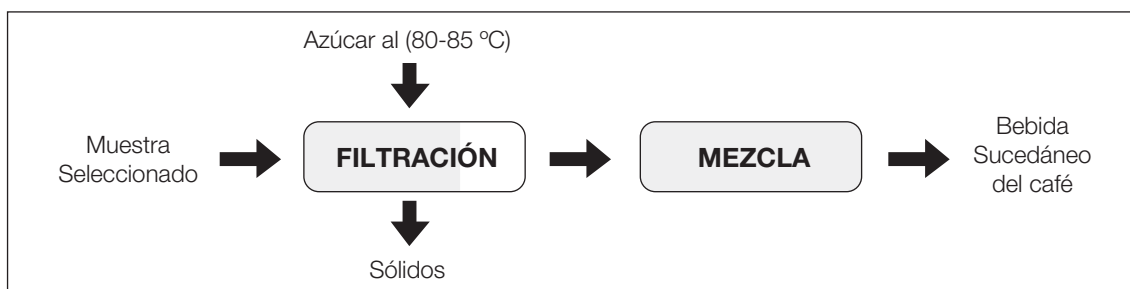 Azúcar al (80-85 ºC)
Muestra
Seleccionado
FILTRACIÓN
MEZCLA
Bebida
Sucedáneo
del café
Sólidos